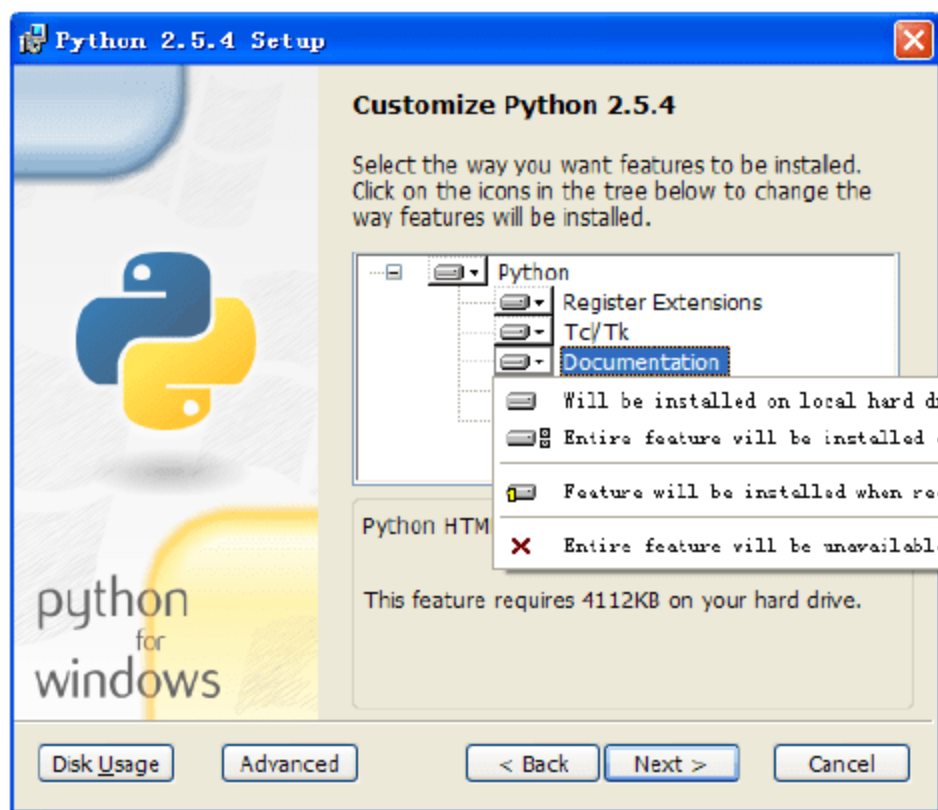 Python 2.5.4 Setup
Customize Python 2.5.4
Select the way you want features to be installed.
Click on the icons in the tree below to change the
way features will be installed.
Python
Register Extensions
Tcl/Tk
Documentation
Will be installed on local hard
Entire feature will be installed
Feature will be installed when
Entire feature will be
Python
This feature requires 4112KB on your hard drive.
python
for
windows
Disk Usage
Advanced
< Back
Next >
Cancel